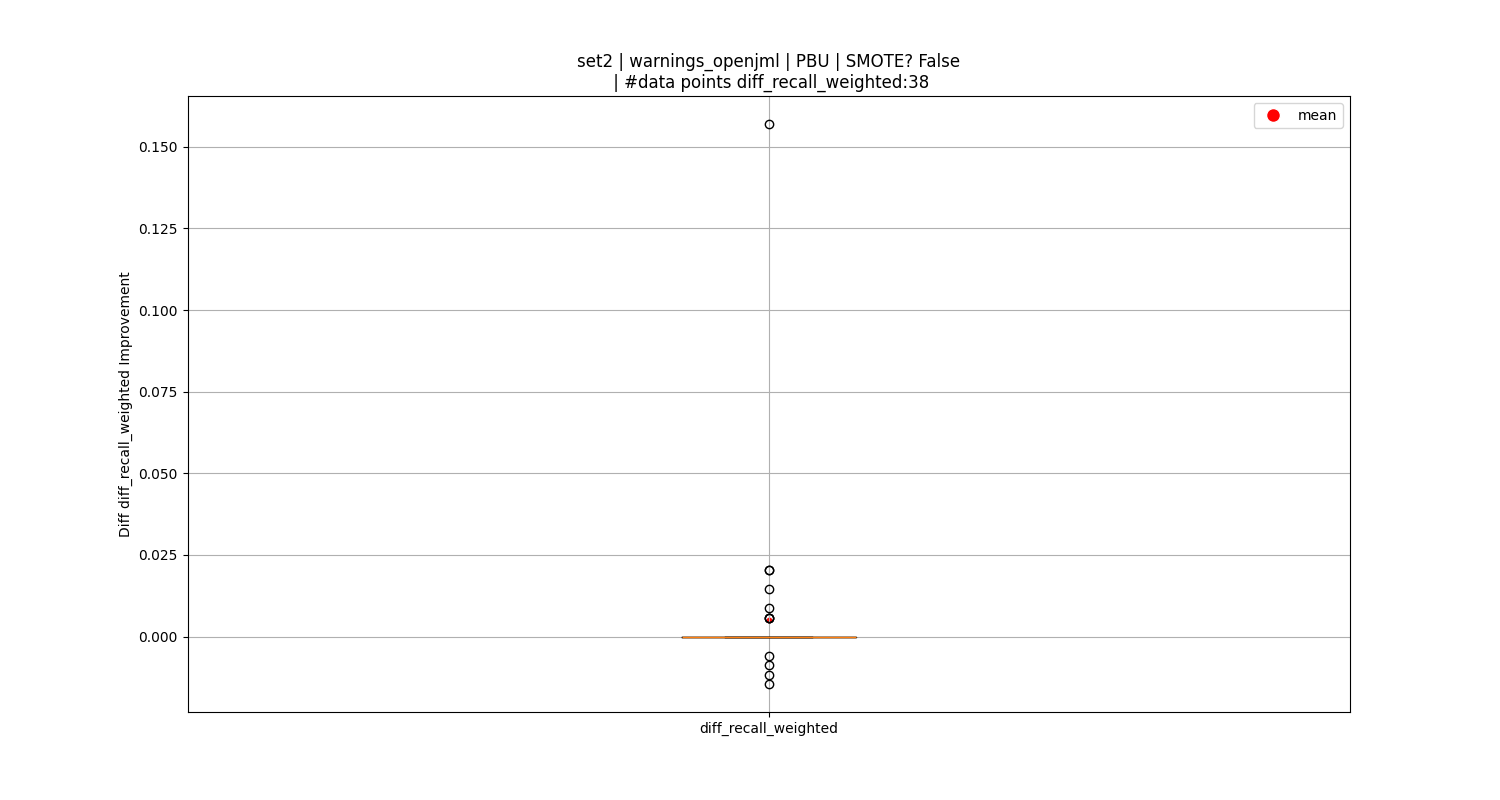 set2 | warnings_openjml | PBU | SMOTE? False
| #data points diff_recall_weighted:38
mean
0.150
0.125
0.100
0.075
0.050
0.025
0.000
Diff diff_recall_weighted Improvement
diff_recall_weighted